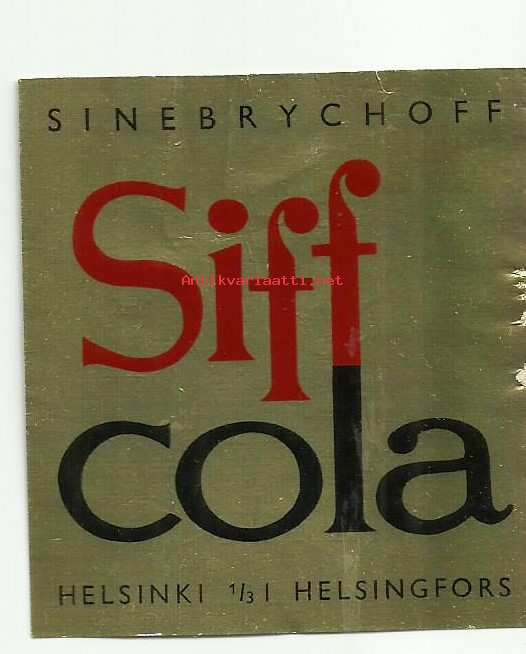 SINEBRYCHOFF
Siff
Antikvariaatti.net
cola
HELSINKI 1/3 l HELSINGFORS